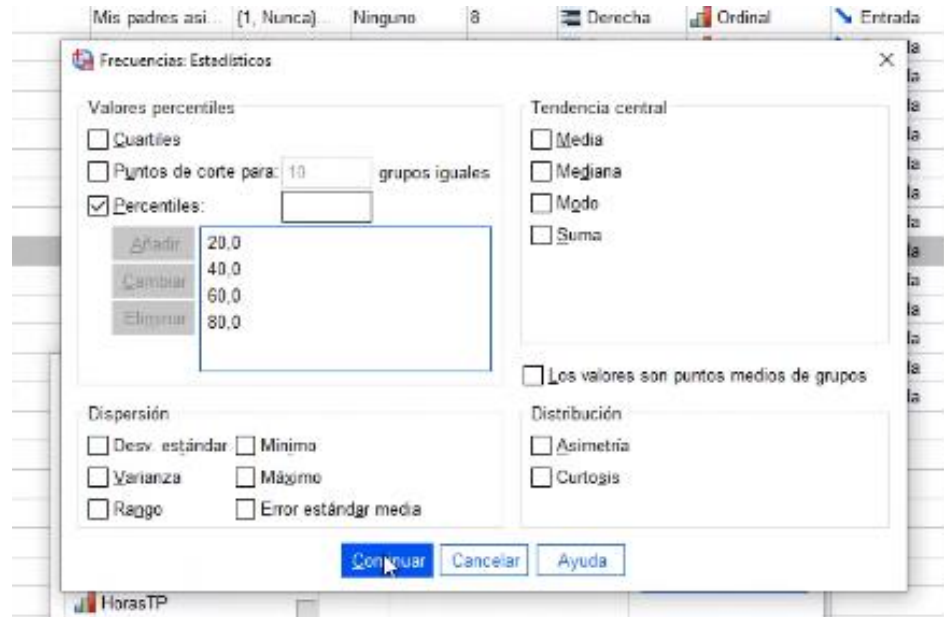 Mis padres asi... {1, Nunca}... Ninguno 8 Derecha Ordinal Entrada
Frecuencias: Estadísticos
Valores percentiles
Cuartiles
Puntos de corte para: 10 grupos iguales
Percentiles:
Añadir
Cambiar
Eliminar
20,0
40,0
60,0
80,0
Tendencia central
Media
Mediana
Modo
Suma
Los valores son puntos medios de grupos
Dispersión
Desv. estándar Mínimo
Varianza Máximo
Rango Error estándar media
Distribución
Asimetría
Curtosis
Continuar Cancelar Ayuda
HorasTP